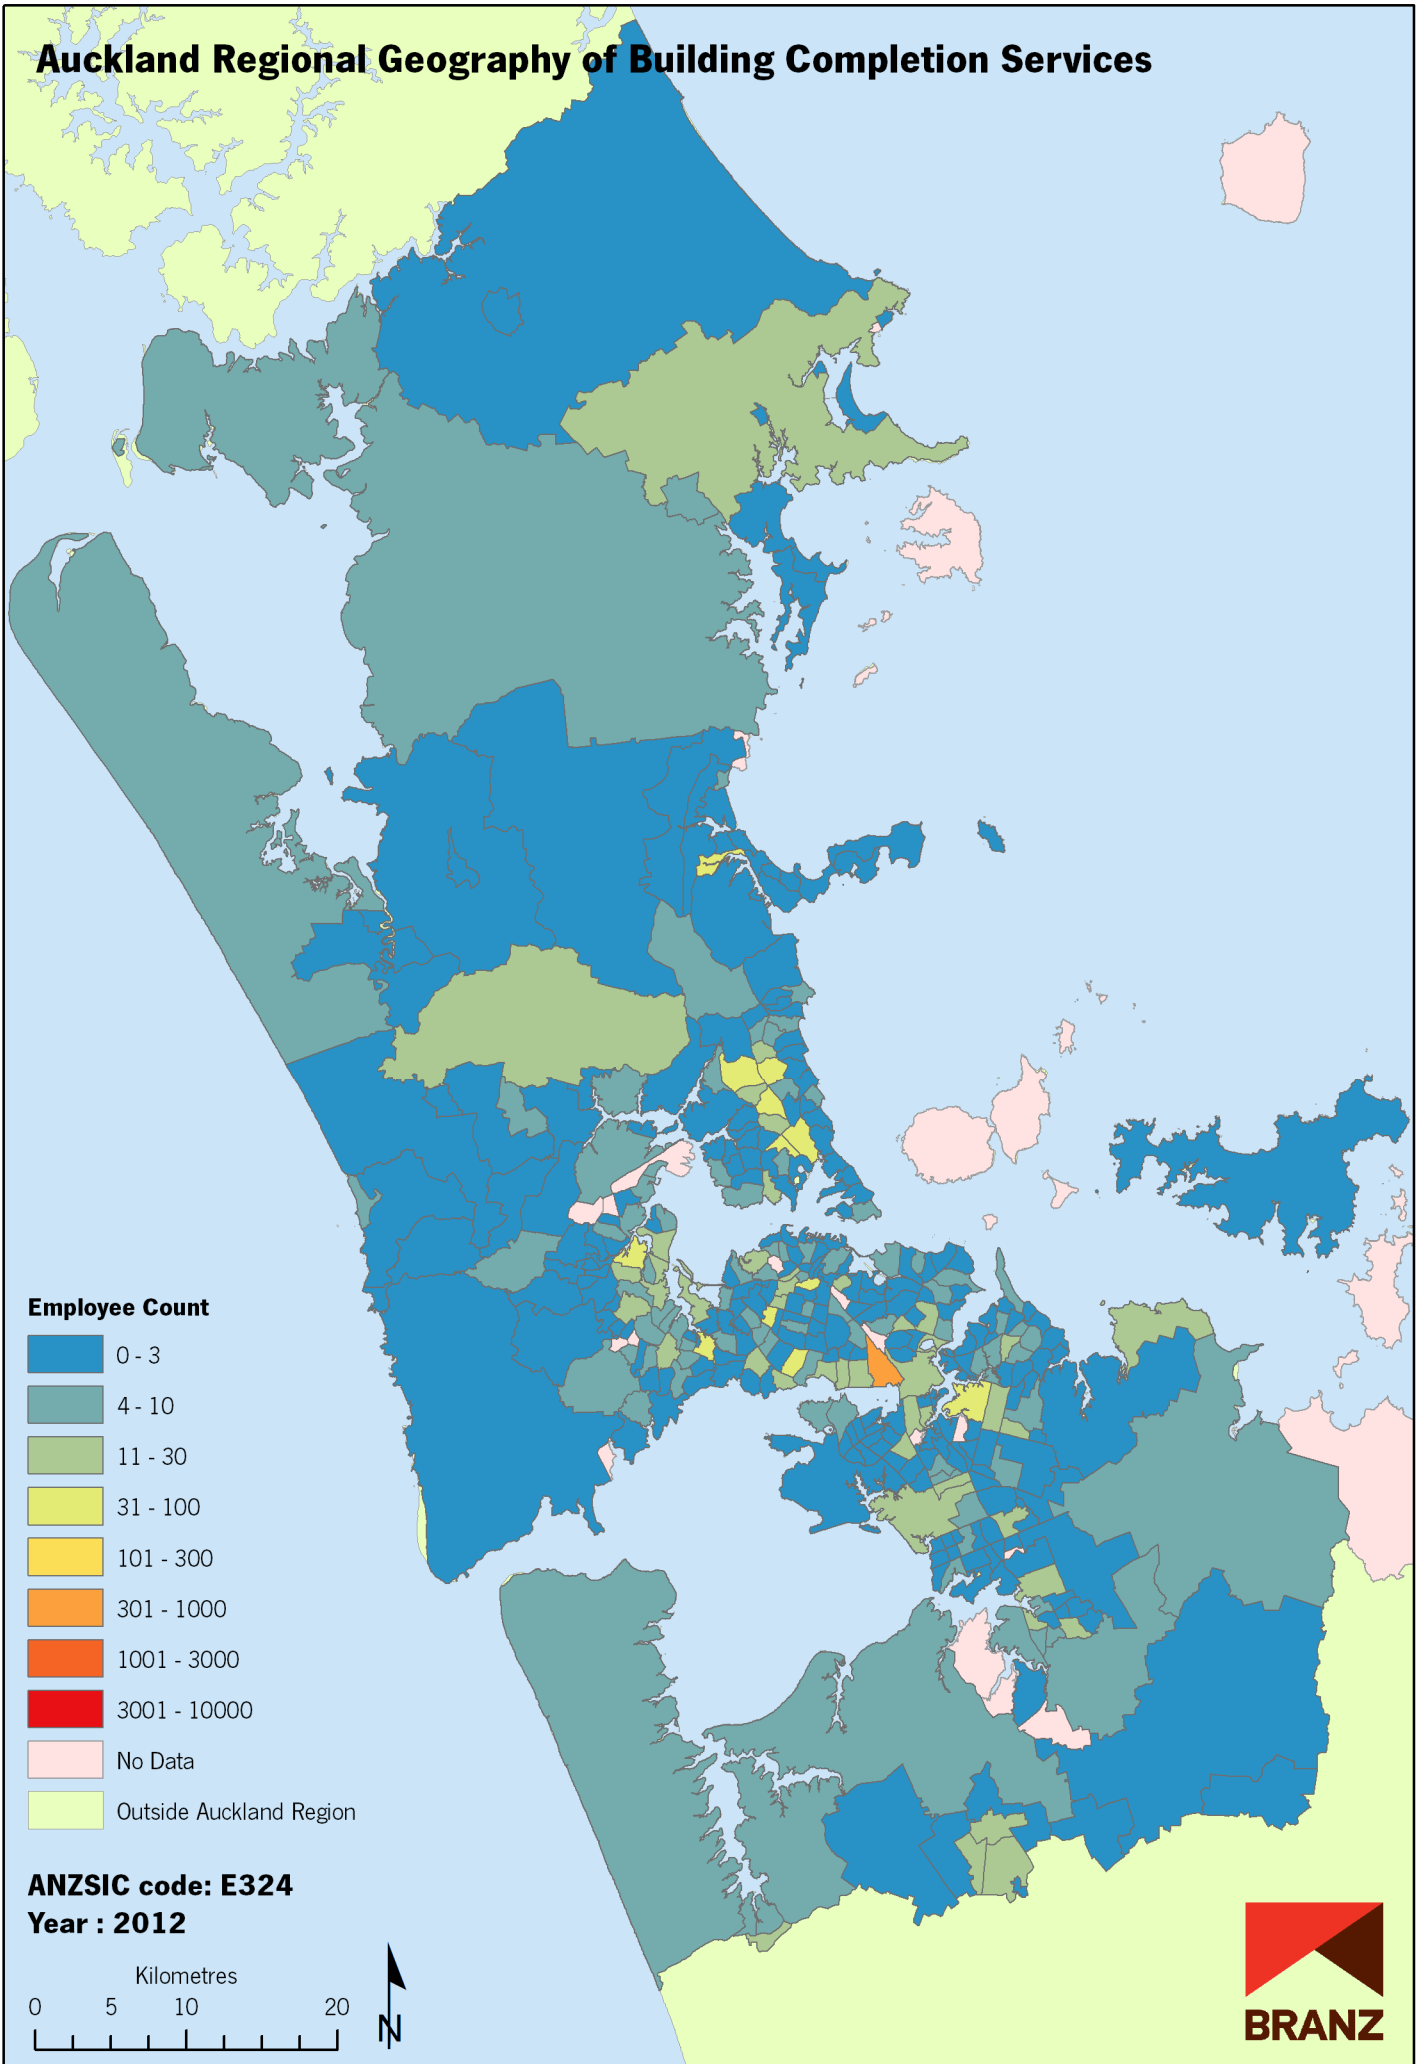 Auckland Regional Geography of Building Completion Services
Employee Count
0 - 3
4 - 10
11 - 30
31 - 100
101 - 300
301 - 1000
1001 - 3000
3001 - 10000
No Data
Outside Auckland Region
ANZSIC code: E324
Year : 2012
Kilometres
0 5 10 20
N
BRANZ